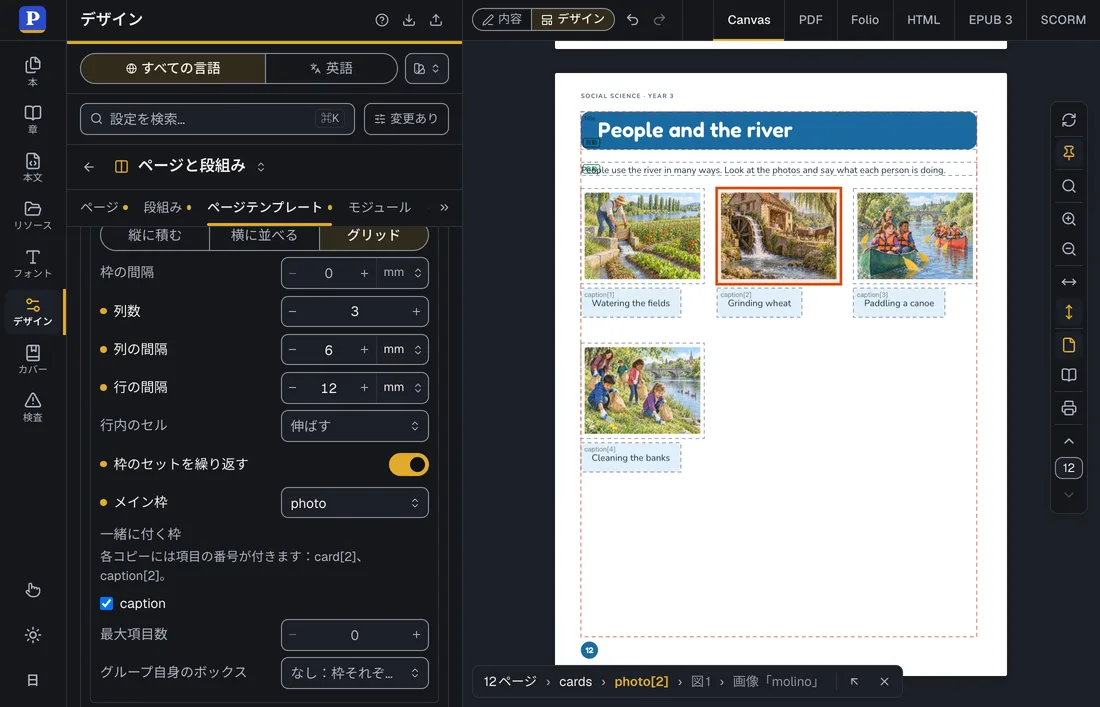 P
デザイン
内容
デザイン
Canvas
PDF
Folio
HTML
EPUB 3
SCORM
本
章
本文
リソース
フォント
デザイン
カバー
検査
すべての言語
英語
設定を検索...
⌘K
変更あり
ページと段組み
ページ
段組み
ページテンプレート
モジュール
»
縦に積む
横に並べる
グリッド
枠の間隔
− 0 + mm
列数
− 3 +
列の間隔
− 6 + mm
行の間隔
− 12 + mm
行内のセル
伸ばす
枠のセットを繰り返す
メイン枠
photo
一緒に付く枠
各コピーには項目の番号が付きます：card[2]、
caption[2]。
caption
最大項目数
− 0 +
グループ自身のボックス
なし：枠それぞ...
SOCIAL SCIENCE · YEAR 3
People and the river
People use the river in many ways. Look at the photos and say what each person is doing.
caption[1]
Watering the fields
caption[2]
Grinding wheat
caption[3]
Paddling a canoe
caption[4]
Cleaning the banks
12
12
12 ページ › cards › photo[2] › 図1 › 画像「molino」